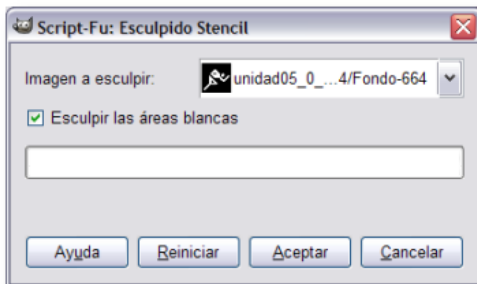 Script-Fu: Esculpido Stencil
Imagen a esculpir: unidad05_0_...4/Fondo-664
Esculpir las áreas blancas
Ayuda Reiniciar Aceptar Cancelar